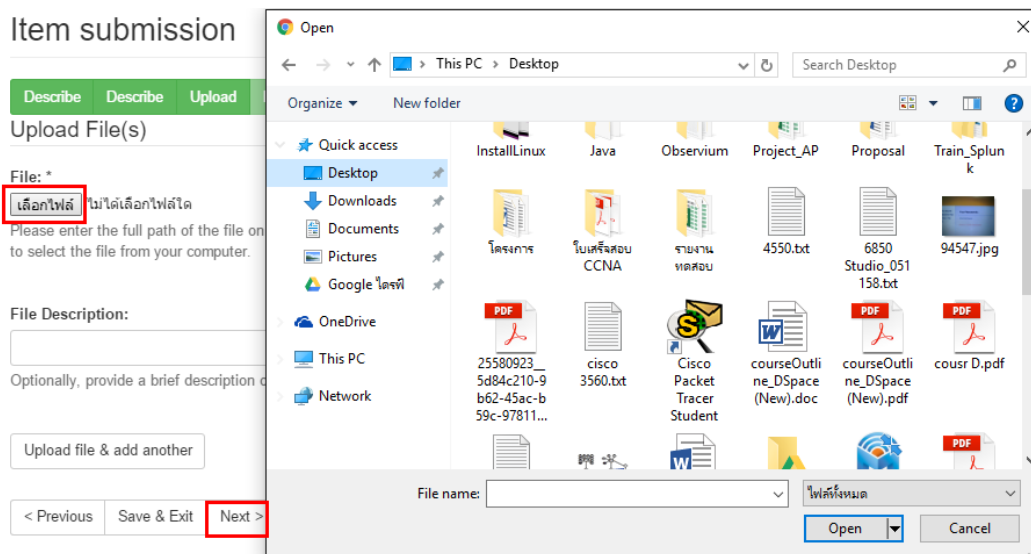 Item submission
Describe Describe Upload
Upload File(s)
File: *
เลือกไฟล์ ไม่ได้เลือกไฟล์ใด
Please enter the full path of the file on
to select the file from your computer.
File Description:
Optionally, provide a brief description o
Upload file & add another
< Previous Save & Exit Next >
Open
This PC > Desktop
Search Desktop
Organize New folder
Quick access
Desktop
Downloads
Documents
Pictures
Google ไดรฟ์
OneDrive
This PC
Network
InstallLinux
Java
Observium
Project_AP
Proposal
Train_Splun
k
โครงการ
ใบเสร็จสอบ
CCNA
รายงาน
ทดสอบ
4550.txt
6850
Studio_051
158.txt
94547.jpg
PDF
25580923__
5d84c210-9
b62-45ac-b
59c-97811...
cisco
3560.txt
Cisco
Packet
Tracer
Student
courseOutli
ne_DSpace
(New).doc
PDF
courseOutli
ne_DSpace
(New).pdf
PDF
cousr D.pdf
PDF
File name:
ไฟล์ทั้งหมด
Open Cancel